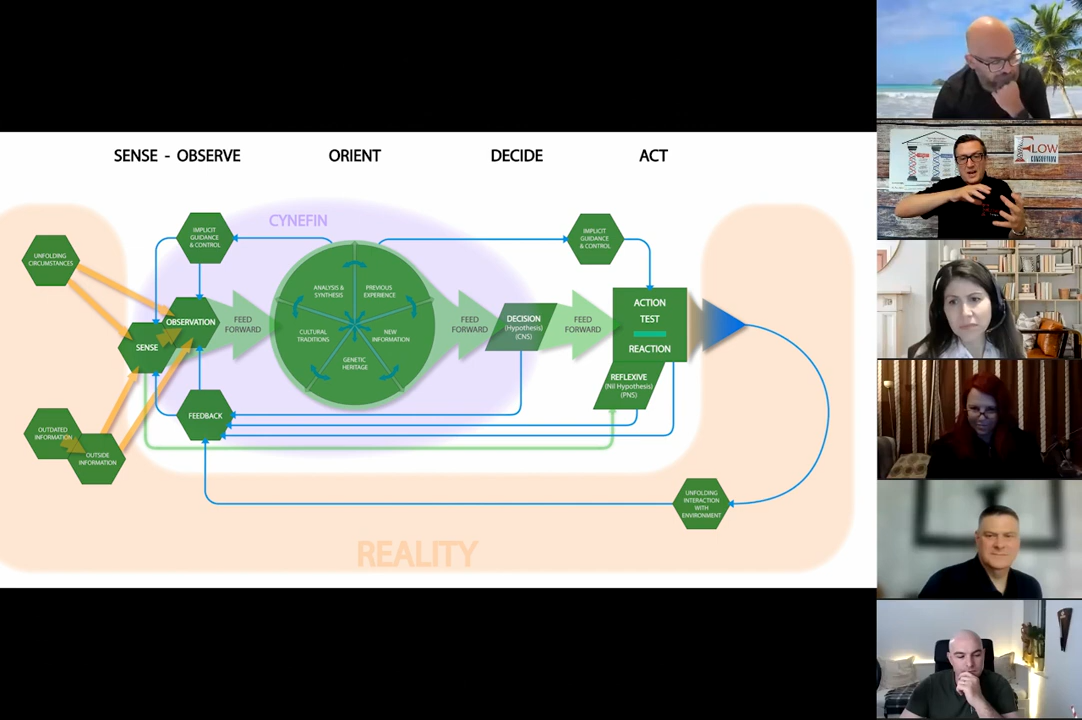 SENSE - OBSERVE
ORIENT
DECIDE
ACT
CYNEFIN
UNFOLDING
CIRCUMSTANCES
IMPLICIT
GUIDANCE
& CONTROL
IMPLICIT
GUIDANCE
& CONTROL
OBSERVATION
SENSE
FEED
FORWARD
ANALYSIS &
SYNTHESIS
PREVIOUS
EXPERIENCE
CULTURAL
TRADITIONS
NEW
INFORMATION
GENETIC
HERITAGE
FEED
FORWARD
DECISION
(Hypothesis)
(CNS)
FEED
FORWARD
ACTION
TEST
REACTION
REFLEXIVE
(Nil Hypothesis)
(PNS)
FEEDBACK
OUTDATED
INFORMATION
OUTSIDE
INFORMATION
UNFOLDING
INTERACTION
WITH
ENVIRONMENT
REALITY
FLOW